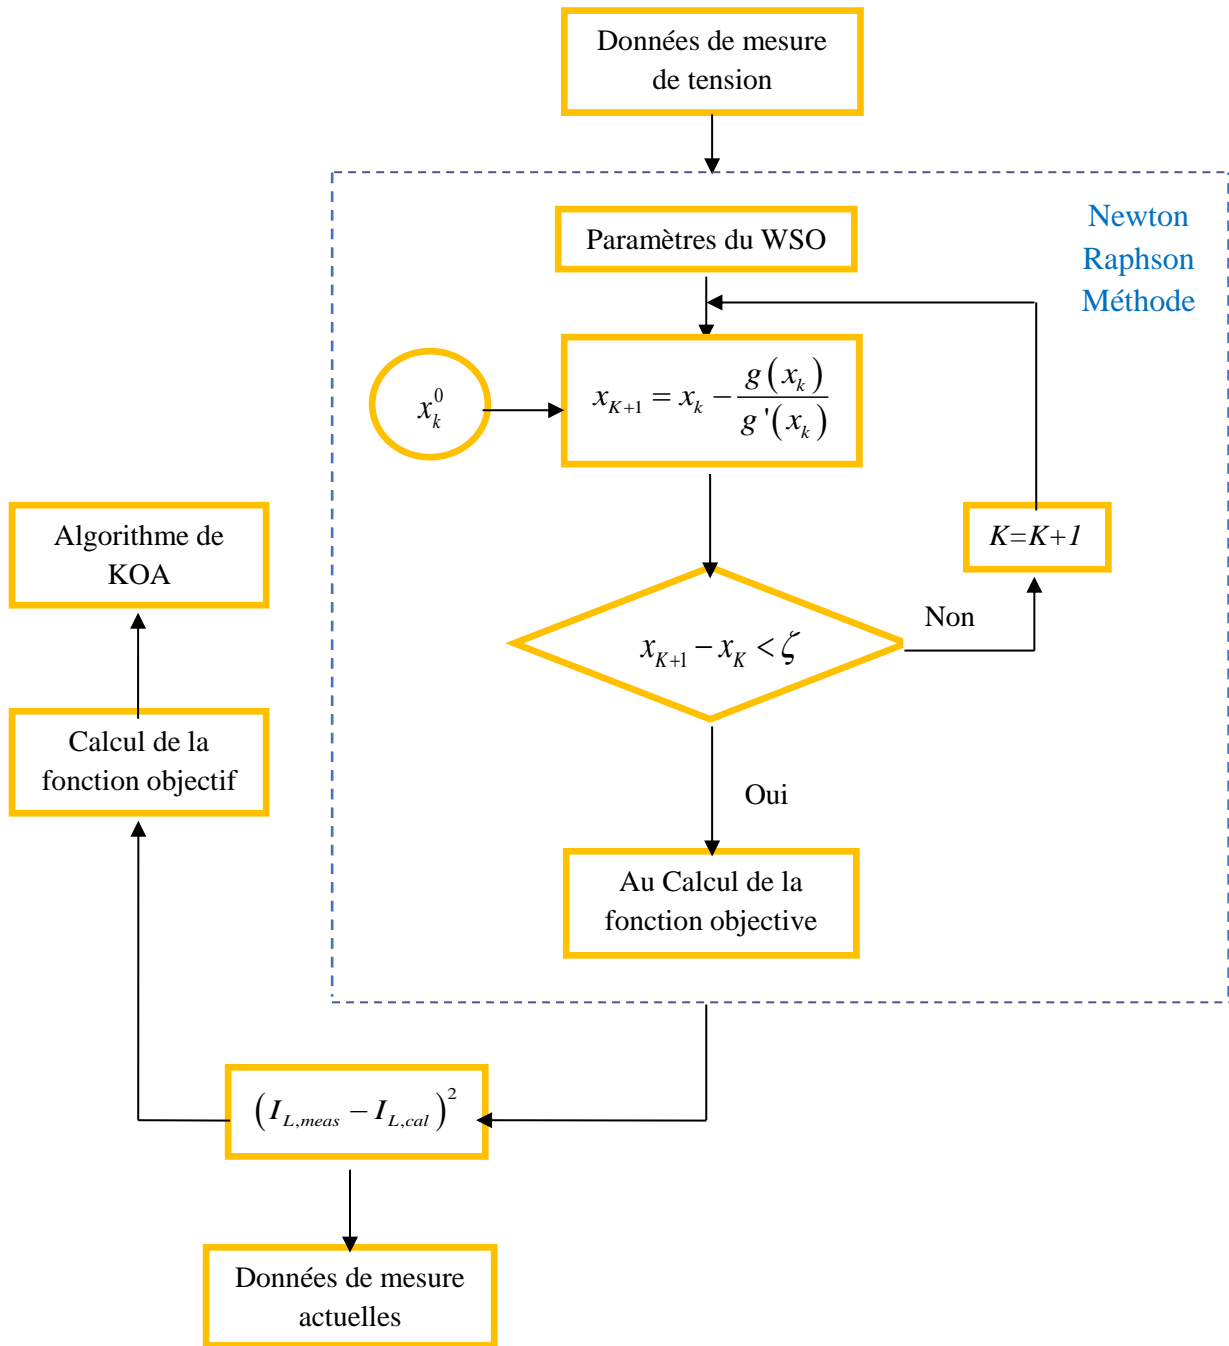 Données de mesure
de tension
Newton
Raphson
Méthode
Paramètres du WSO
x_k^0
x_{K+1} = x_k - \frac{g(x_k)}{g'(x_k)}
K=K+1
Algorithme de
KOA
Non
x_{K+1} - x_K < ζ
Calcul de la
fonction objectif
Oui
Au Calcul de la
fonction objective
(I_{L,meas} - I_{L,cal})^2
Données de mesure
actuelles